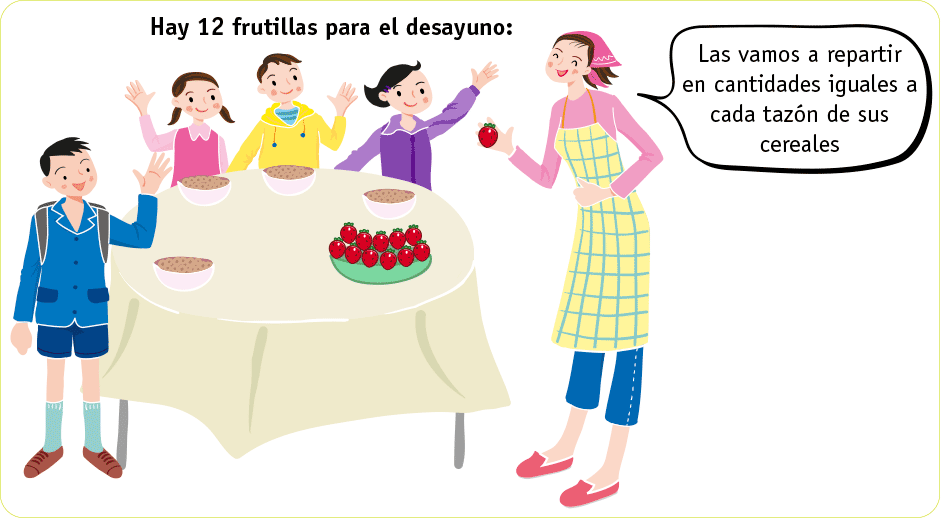 Hay 12 frutillas para el desayuno:
Las vamos a repartir
en cantidades iguales a
cada tazón de sus
cereales